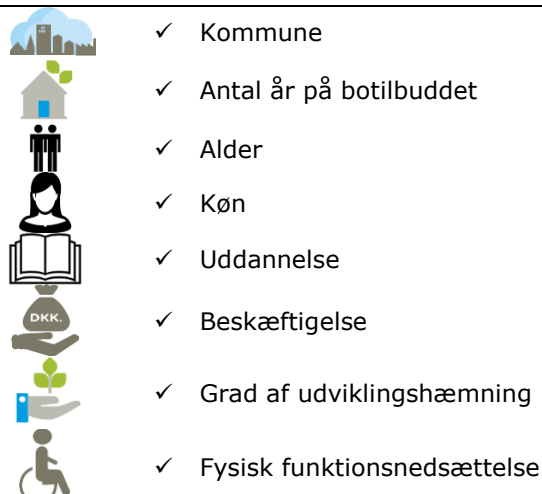 ✓ Kommune
✓ Antal år på botilbuddet
✓ Alder
✓ Køn
✓ Uddannelse
DKK.
✓ Beskæftigelse
✓ Grad af udviklingshæmning
✓ Fysisk funktionsnedsættelse